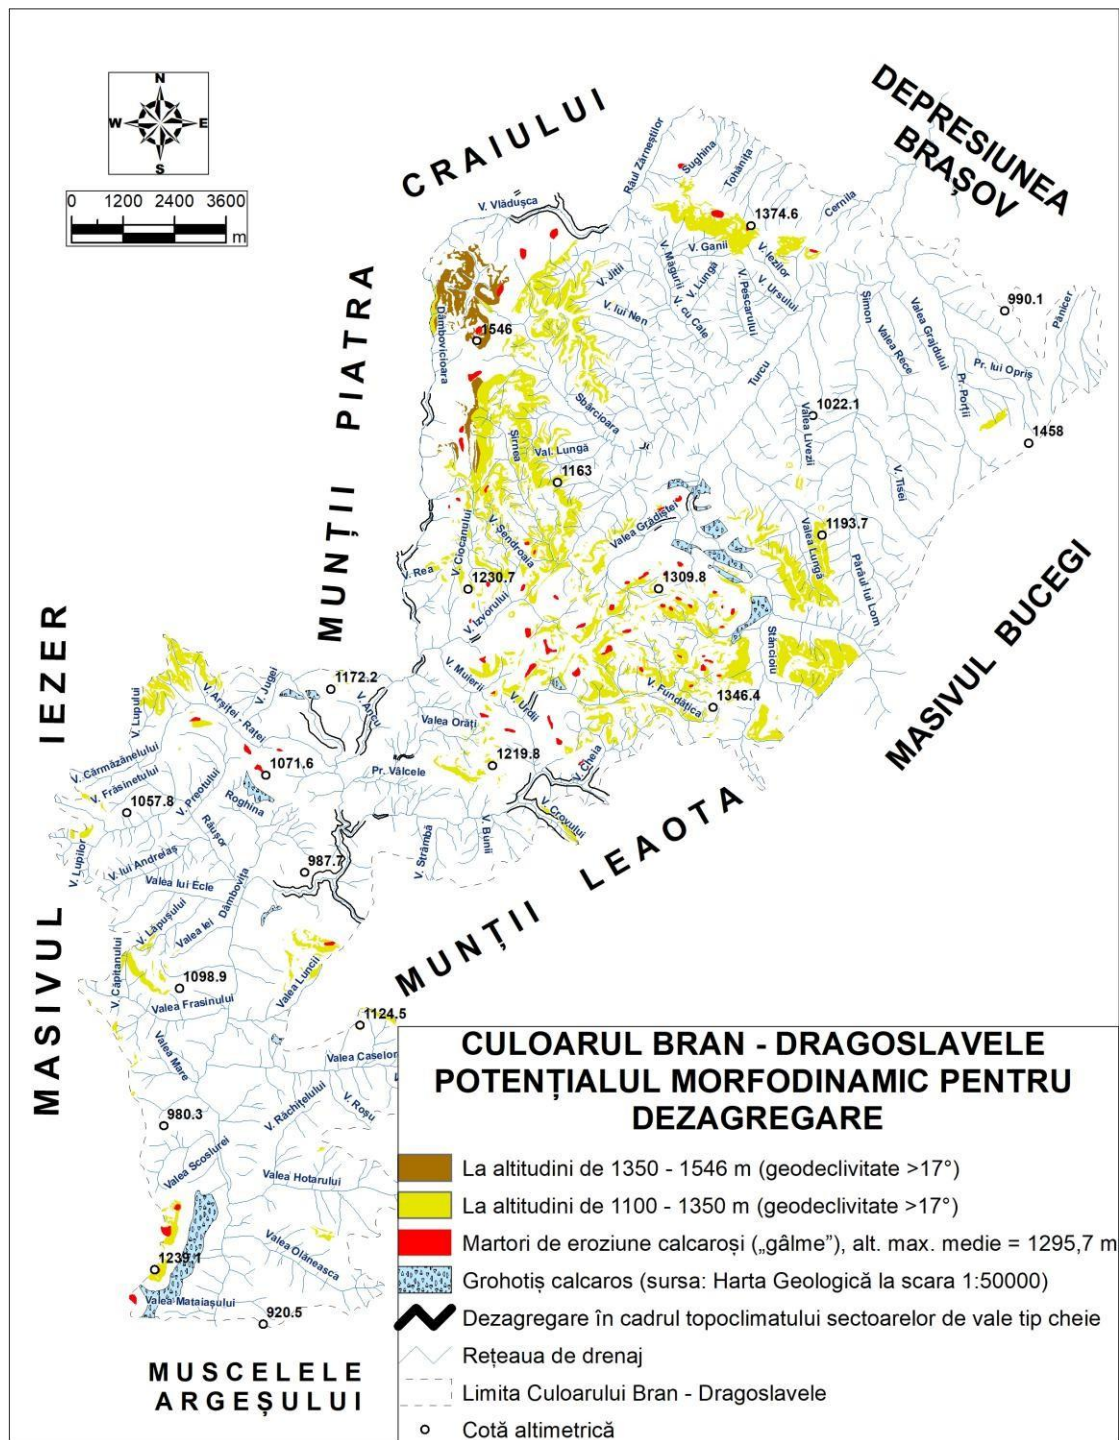 N
W
E
S
0 1200 2400 3600
m
CRAIULUI
DEPRESIUNEA
BRAȘOV
MUNȚII PIATRA
MASIVUL IEZER
MASIVUL BUCEGI
MUNȚII LEAOTA
MUSCELELE
ARGEȘULUI
V. Vlădușca
Râul Zărneștilor
Sughina
Tohănița
Cernila
1374.6
V. Ganii
V. Iezilor
V. Ursului
V. Pescarului
V. Lungă
V. Măgurii
V. cu Cale
V. Jitii
V. lui Nen
Dâmbovicioara
1546
990.1
Pănicer
Șimon
Valea Grajdului
Valea Rece
Pr. lui Opriș
Pr. Porții
Turcu
Sbârcioara
1022.1
Valea Livezii
1458
Șirnea
Val. Lungă
1163
V. Tisei
V. Ciocanului
V. Șendroaia
Valea Grădiștei
1193.7
Valea Lungă
V. Rea
1230.7
1309.8
Pârâul lui Lom
V. Izvorului
Stănciolu
V. Muierii
V. Urdii
V. Fundățica
1346.4
1172.2
V. Jugei
V. Arșiței - Raței
V. Lupului
V. Ancu
Valea Orăți
1219.8
V. Cheia
V. Cărmăzănelului
1071.6
Pr. Vâlcele
V. Frăsinetului
V. Preotului
Roghina
1057.8
V. Croxului
V. Bunii
V. Strâmbă
Râușor
V. Lupilor
V. lui Andreiaș
987.7
Valea lui Ecle
Dâmbovița
V. Lăpușului
Valea Iei
V. Căpitanului
1098.9
Valea Luncii
Valea Frasinului
1124.5
Valea Mare
Valea Caselor
V. Răchițelului
V. Roșu
980.3
Valea Scoslurei
Valea Hotarului
Valea Olăneasca
1239.1
Valea Mataiașului
920.5
CULOARUL BRAN - DRAGOSLAVELE
POTENȚIALUL MORFODINAMIC PENTRU
DEZAGREGARE
La altitudini de 1350 - 1546 m (geodeclivitate >17°)
La altitudini de 1100 - 1350 m (geodeclivitate >17°)
Martori de eroziune calcaroși („gâlme”), alt. max. medie = 1295,7 m
Grohotiș calcaros (sursa: Harta Geologică la scara 1:50000)
Dezagregare în cadrul topoclimatului sectoarelor de vale tip cheie
Rețeaua de drenaj
Limita Culoarului Bran - Dragoslavele
Cotă altimetrică